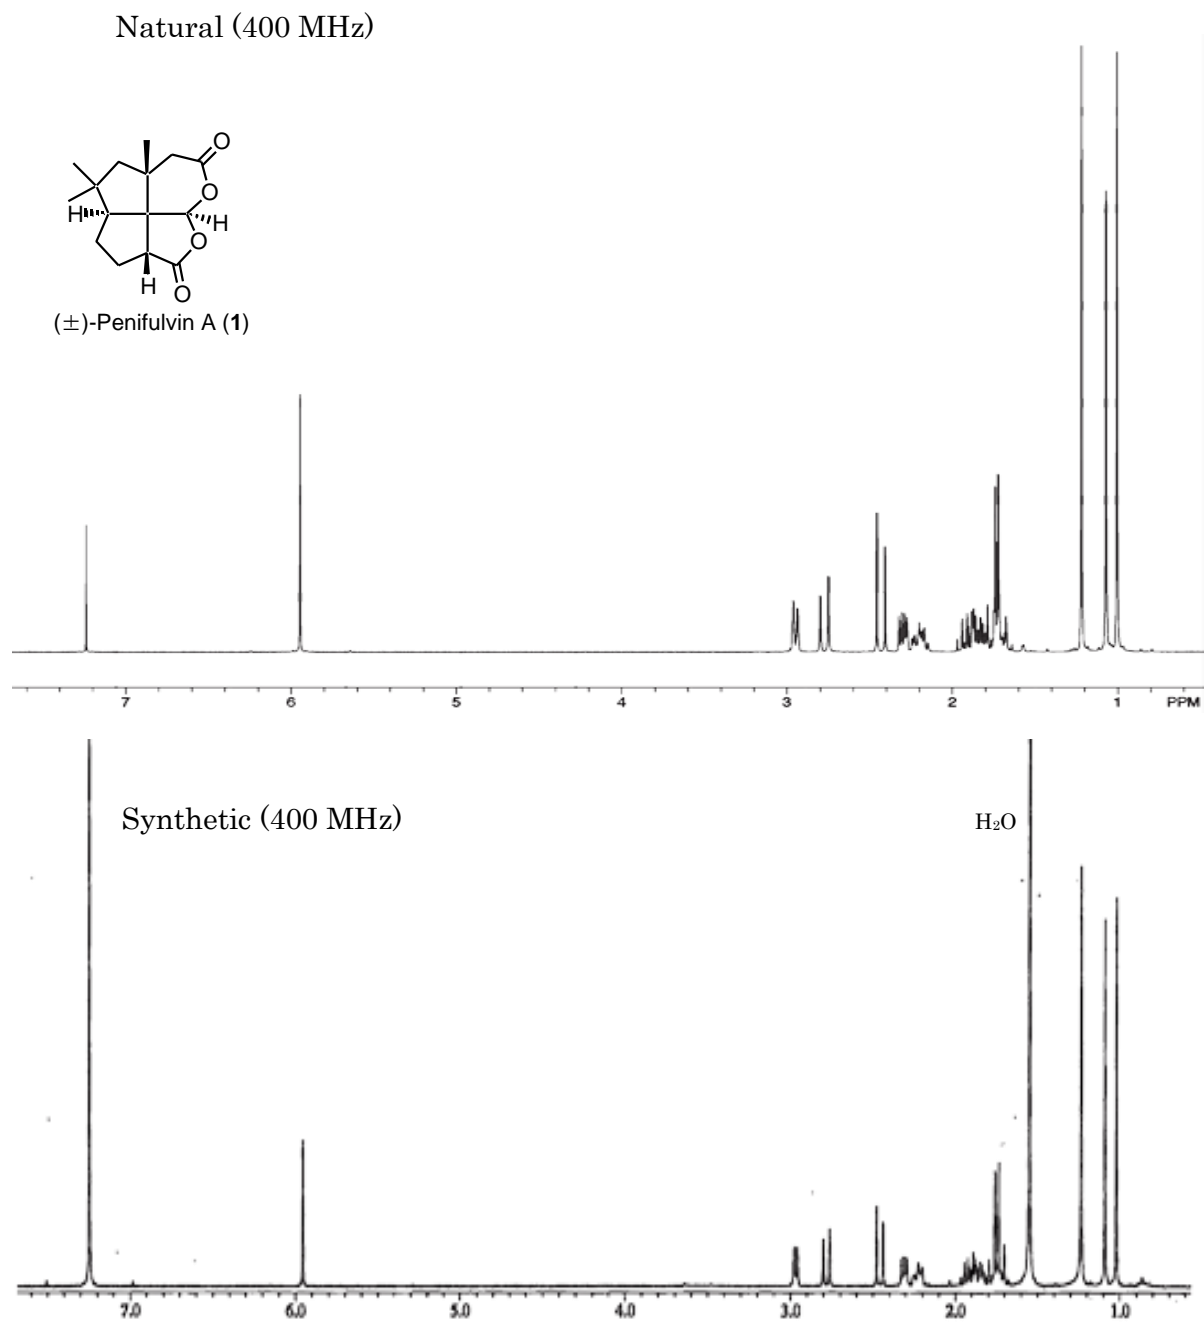 Natural (400 MHz)
O
O
H
H
O
H
O
(±)-Penifulvin A (1)
7 6 5 4 3 2 1 PPM
Synthetic (400 MHz)
H₂O
7.0 6.0 5.0 4.0 3.0 2.0 1.0